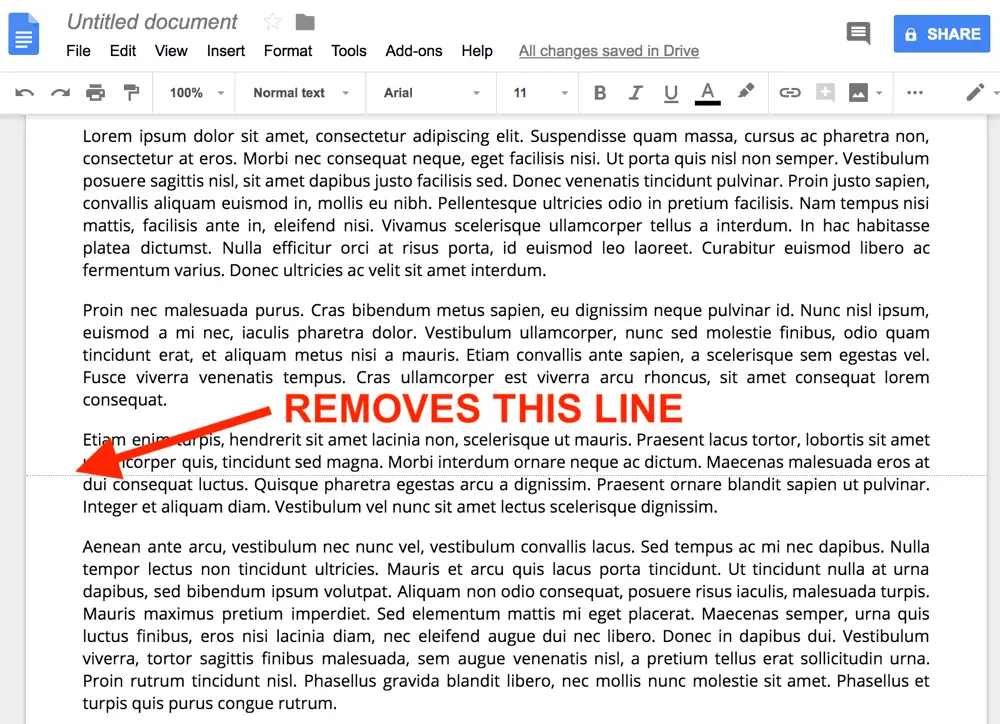 Untitled document
File Edit View Insert Format Tools Add-ons Help All changes saved in Drive
SHARE
100% Normal text Arial 11 B I U A
Lorem ipsum dolor sit amet, consectetur adipiscing elit. Suspendisse quam massa, cursus ac pharetra non,
consectetur at eros. Morbi nec consequat neque, eget facilisis nisi. Ut porta quis nisl non semper. Vestibulum
posuere sagittis nisl, sit amet dapibus justo facilisis sed. Donec venenatis tincidunt pulvinar. Proin justo sapien,
convallis aliquam euismod in, mollis eu nibh. Pellentesque ultricies odio in pretium facilisis. Nam tempus nisi
mattis, facilisis ante in, eleifend nisi. Vivamus scelerisque ullamcorper tellus a interdum. In hac habitasse
platea dictumst. Nulla efficitur orci at risus porta, id euismod leo laoreet. Curabitur euismod libero ac
fermentum varius. Donec ultricies ac velit sit amet interdum.
Proin nec malesuada purus. Cras bibendum metus sapien, eu dignissim neque pulvinar id. Nunc nisl ipsum,
euismod a mi nec, iaculis pharetra dolor. Vestibulum ullamcorper, nunc sed molestie finibus, odio quam
tincidunt erat, et aliquam metus nisi a mauris. Etiam convallis ante sapien, a scelerisque sem egestas vel.
Fusce viverra venenatis tempus. Cras ullamcorper est viverra arcu rhoncus, sit amet consequat lorem
consequat.
REMOVES THIS LINE
Etiam enim turpis, hendrerit sit amet lacinia non, scelerisque ut mauris. Praesent lacus tortor, lobortis sit amet
quis, tincidunt sed magna. Morbi interdum ornare neque ac dictum. Maecenas malesuada eros at
dui consequat luctus. Quisque pharetra egestas arcu a dignissim. Praesent ornare blandit sapien ut pulvinar.
Integer et aliquam diam. Vestibulum vel nunc sit amet lectus scelerisque dignissim.
Aenean ante arcu, vestibulum nec nunc vel, vestibulum convallis lacus. Sed tempus ac mi nec dapibus. Nulla
tempor lectus non tincidunt ultricies. Mauris et arcu quis lacus porta tincidunt. Ut tincidunt nulla at urna
dapibus, sed bibendum ipsum volutpat. Aliquam non odio consequat, posuere risus iaculis, malesuada turpis.
Mauris maximus pretium imperdiet. Sed elementum mattis mi eget placerat. Maecenas semper, urna quis
luctus finibus, eros nisi lacinia diam, nec eleifend augue dui nec libero. Donec in dapibus dui. Vestibulum
viverra, tortor sagittis finibus malesuada, sem augue venenatis nisl, a pretium tellus erat sollicitudin urna.
Proin rutrum tincidunt nisl. Phasellus gravida blandit libero, nec mollis nunc molestie sit amet. Phasellus et
turpis quis purus congue rutrum.